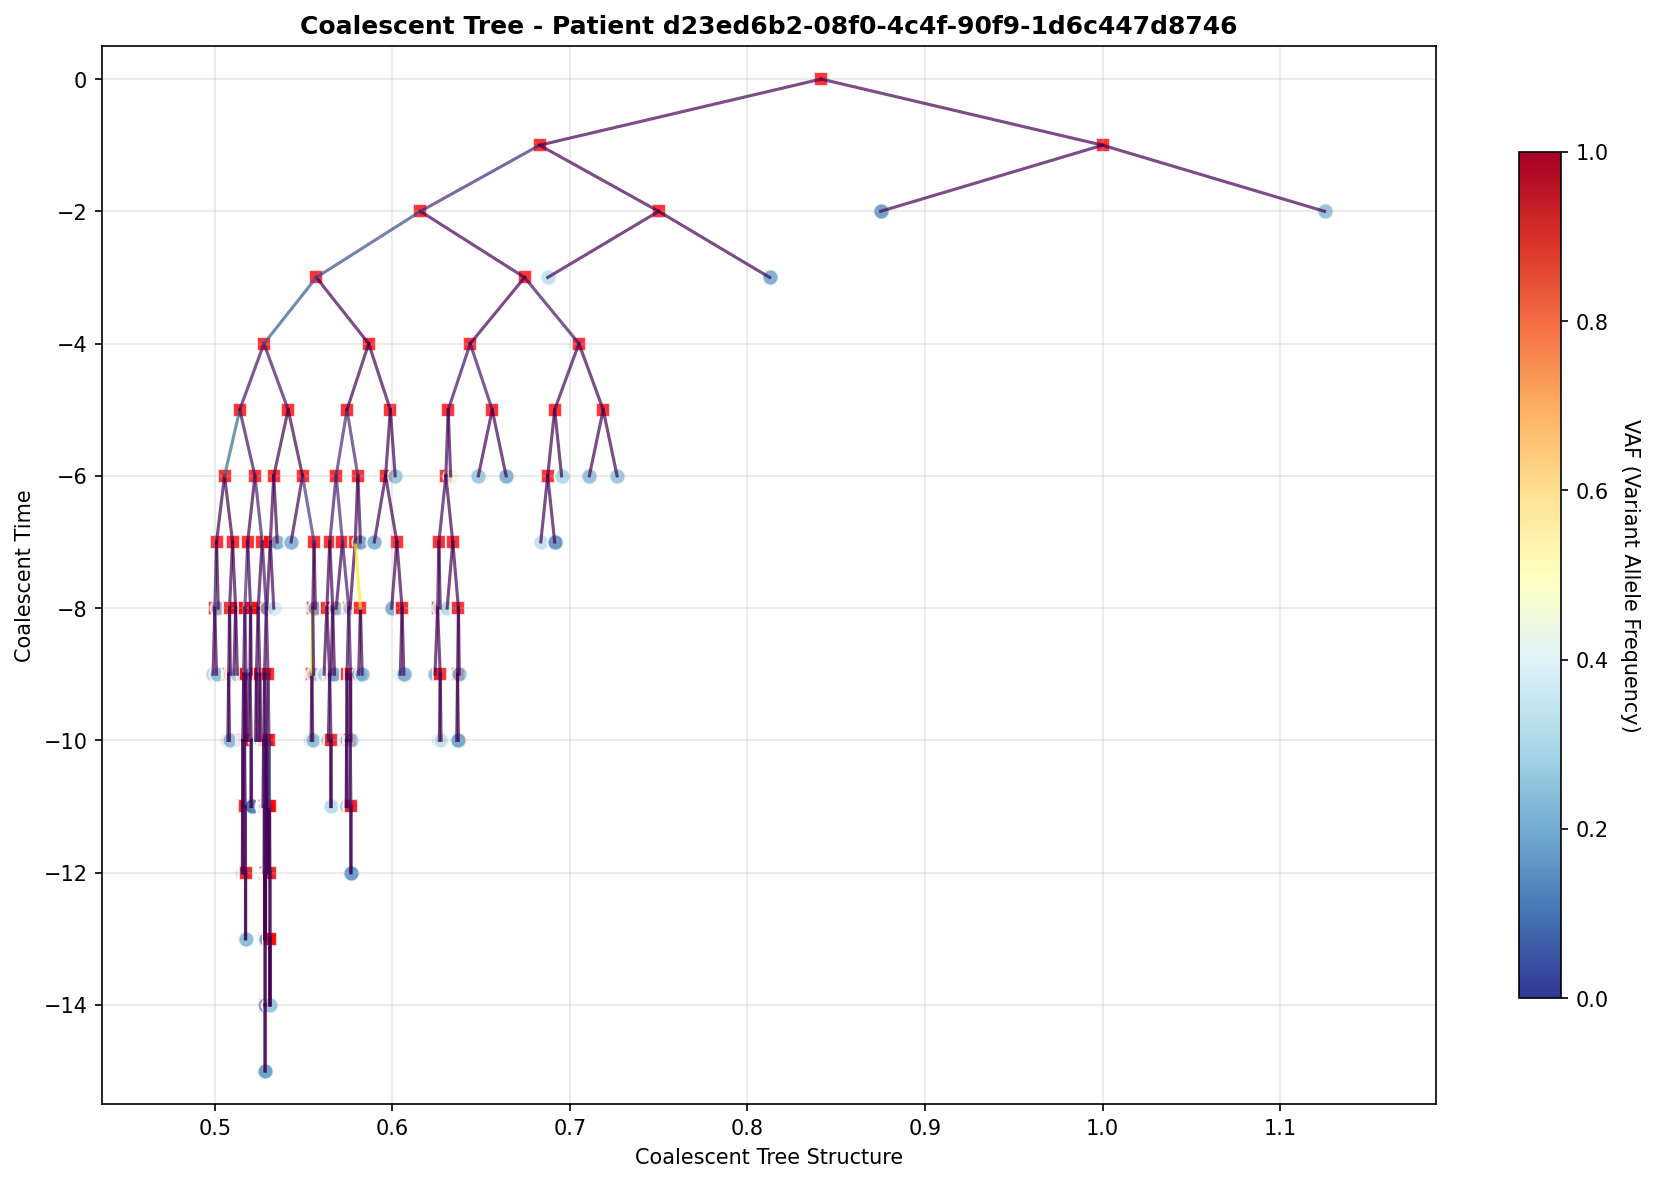 Coalescent Tree - Patient d23ed6b2-08f0-4c4f-90f9-1d6c447d8746
0
−2
−4
−6
−8
−10
−12
−14
Coalescent Time
0.5 0.6 0.7 0.8 0.9 1.0 1.1
Coalescent Tree Structure
1.0
0.8
0.6
0.4
0.2
0.0
VAF (Variant Allele Frequency)